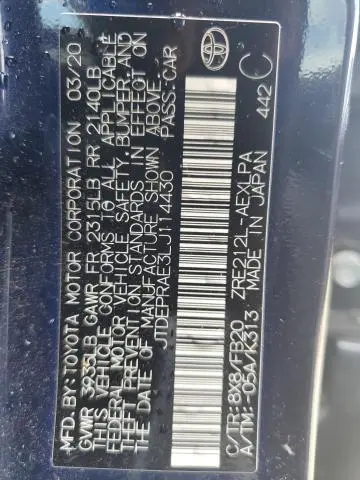 MFD. BY: TOYOTA MOTOR CORPORATION 03/20
GVWR 3935LB GAWR FR 2315LB RR 2140LB
THIS VEHICLE CONFORMS TO ALL APPLICABLE
FEDERAL MOTOR VEHICLE SAFETY, BUMPER, AND
THEFT PREVENTION STANDARDS IN EFFECT ON
THE DATE OF MANUFACTURE SHOWN ABOVE.
JTDEPRAE3LJ114430 PASS.CAR
C/TR: 8X8/FB20 ZRE212L-AEXLPA
A/TM: -05A/K313 MADE IN JAPAN 442
C